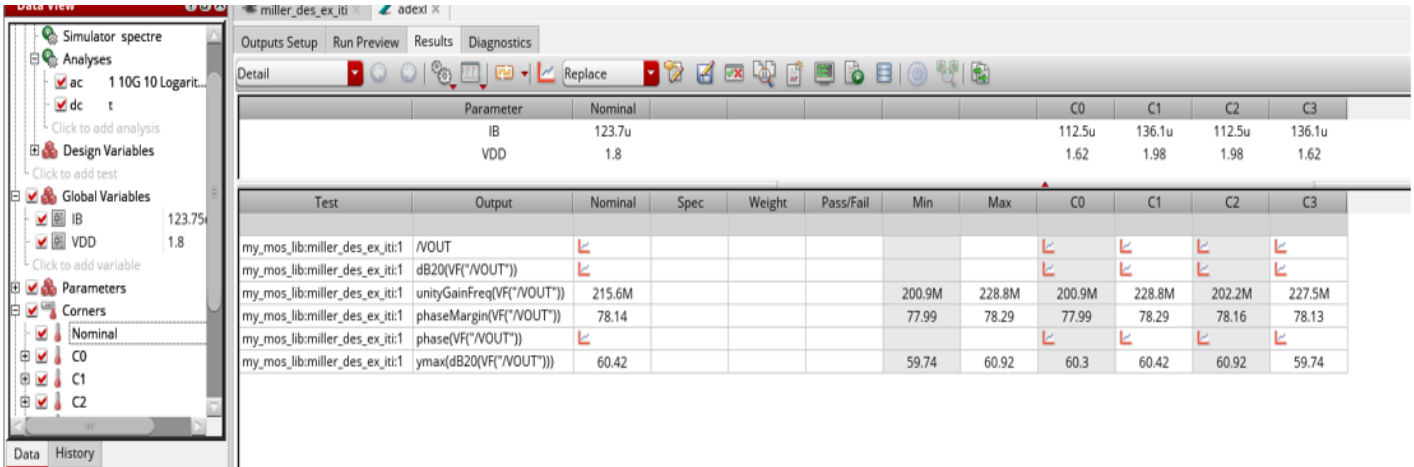 Data View
miller_des_ex_iti adexl
Simulator spectre
Analyses
ac 1 10G 10 Logarit...
dc t
Click to add analysis
Design Variables
Click to add test
Global Variables
IB 123.75
VDD 1.8
Click to add variable
Parameters
Corners
Nominal
C0
C1
C2
Data History
Outputs Setup Run Preview Results Diagnostics
Detail Replace
Parameter Nominal C0 C1 C2 C3
IB 123.7u 112.5u 136.1u 112.5u 136.1u
VDD 1.8 1.62 1.98 1.98 1.62
Test Output Nominal Spec Weight Pass/Fail Min Max C0 C1 C2 C3
my_mos_lib:miller_des_ex_iti:1 /VOUT
my_mos_lib:miller_des_ex_iti:1 dB20(VF("/VOUT"))
my_mos_lib:miller_des_ex_iti:1 unityGainFreq(VF("/VOUT")) 215.6M 200.9M 228.8M 200.9M 228.8M 202.2M 227.5M
my_mos_lib:miller_des_ex_iti:1 phaseMargin(VF("/VOUT")) 78.14 77.99 78.29 77.99 78.29 78.16 78.13
my_mos_lib:miller_des_ex_iti:1 phase(VF("/VOUT"))
my_mos_lib:miller_des_ex_iti:1 ymax(dB20(VF("/VOUT"))) 60.42 59.74 60.92 60.3 60.42 60.92 59.74